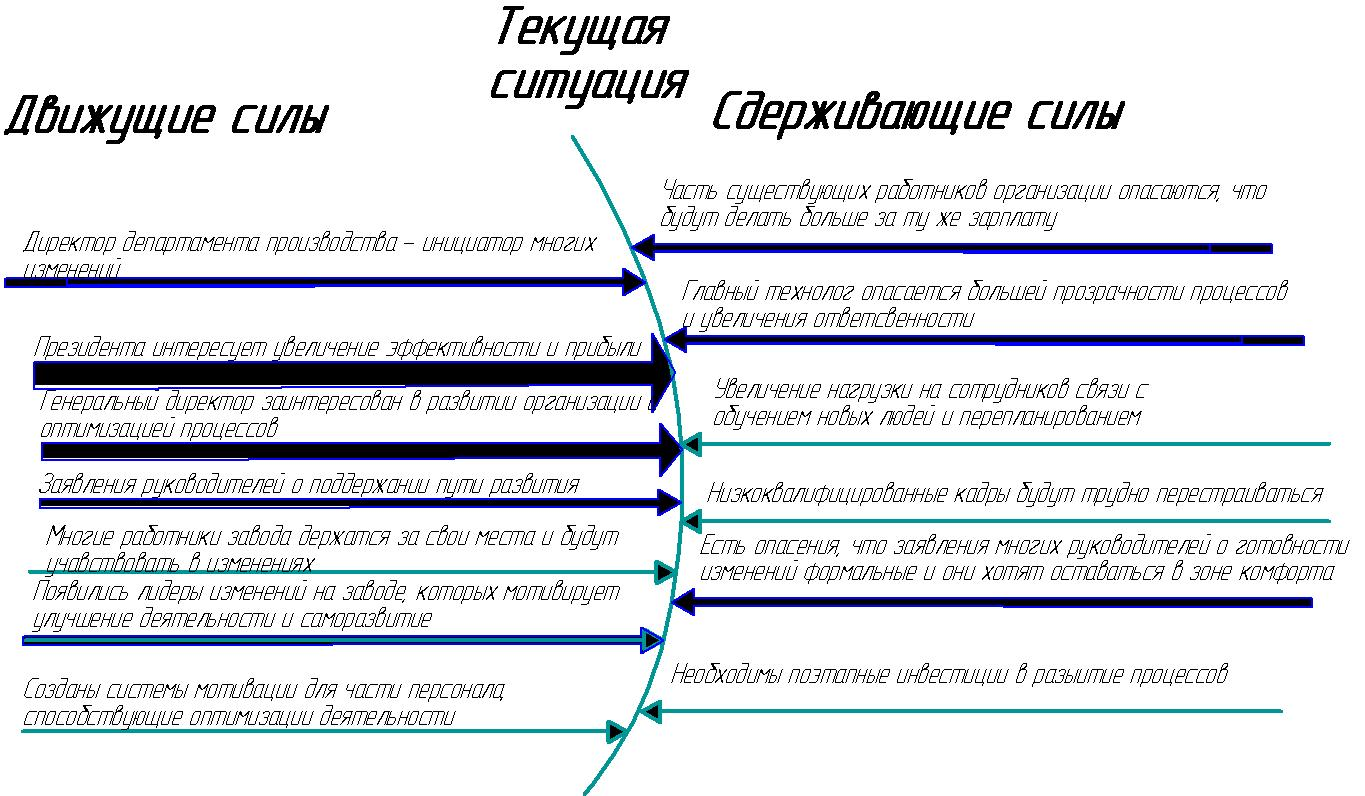 Текущая
ситуация
Движущие силы
Директор департамента производства – инициатор многих
изменений
Президента интересует увеличение эффективности и прибыли
Генеральный директор заинтересован в развитии организации и
оптимизацией процессов
Заявления руководителей о поддержании пути развития
Многие работники завода держатся за свои места и будут
учавствовать в изменениях
Появились лидеры изменений на заводе, которых мотивирует
улучшение деятельности и саморазвитие
Созданы системы мотивации для части персонала,
способствующие оптимизации деятельности
Сдерживающие силы
Часть существующих работников организации опасаются, что
будут делать больше за ту же зарплату
Главный технолог опасается большей прозрачности процессов
и увеличения ответсвенности
Увеличение нагрузки на сотрудников связи с
обучением новых людей и перепланированием
Низкоквалифицированные кадры будут трудно перестраиваться
Есть опасения, что заявления многих руководителей о готовности
изменений формальные и они хотят оставаться в зоне комфорта
Необходимы поэтапные инвестиции в разыитие процессов